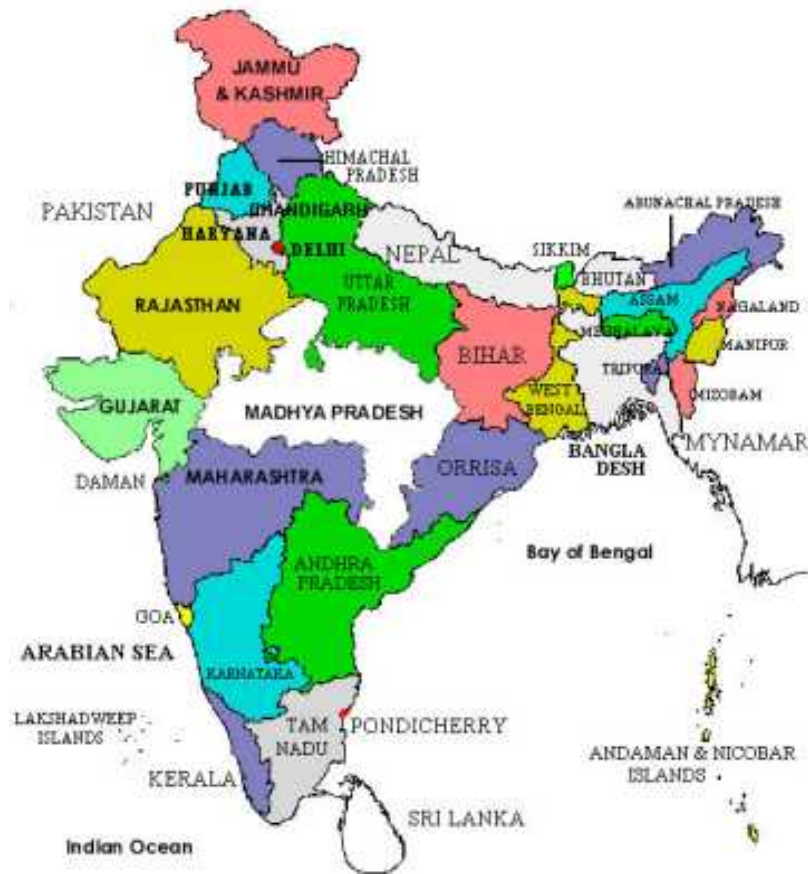 JAMMU
& KASHMIR
HIMACHAL
PRADESH
PUNJAB
CHANDIGARH
PAKISTAN
HARYANA
DELHI
NEPAL
SIKKIM
ARUNACHAL PRADESH
BHUTAN
ASSAM
NAGALAND
RAJASTHAN
UTTAR
PRADESH
MEGHALAYA
MANIPUR
BIHAR
TRIPURA
GUJARAT
MADHYA PRADESH
WEST
BENGAL
MIZORAM
MYNAMAR
BANGLA
DESH
DAMAN
MAHARASHTRA
ORRISA
Bay of Bengal
ANDHRA
PRADESH
GOA
ARABIAN SEA
KARNATAKA
LAKSHADWEEP
ISLANDS
TAM
NADU
PONDICHERRY
ANDAMAN & NICOBAR
ISLANDS
KERALA
SRI LANKA
Indian Ocean